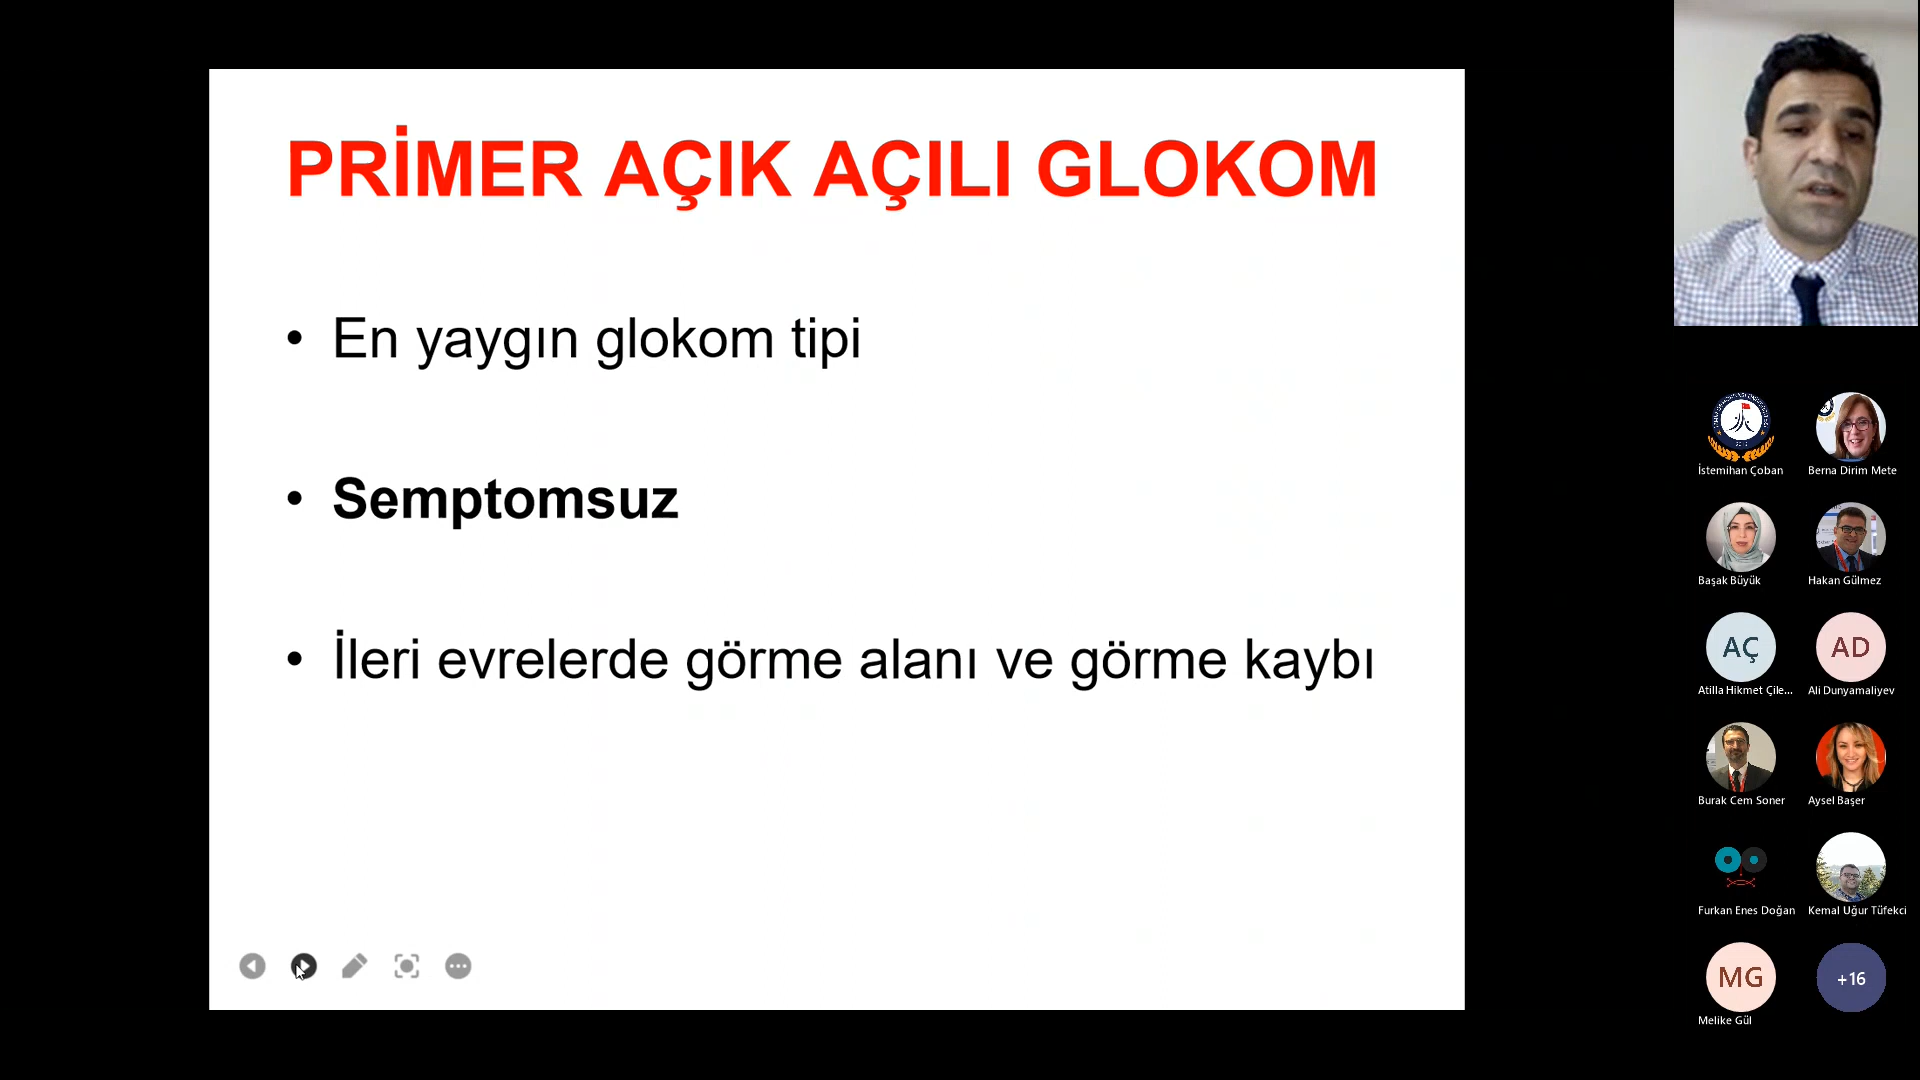 PRİMER AÇIK AÇILI GLOKOM
• En yaygın glokom tipi
• Semptomsuz
• İleri evrelerde görme alanı ve görme kaybı
İstemihan Çoban
Berna Dirim Mete
Başak Büyük
Hakan Gülmez
AÇ
AD
Atilla Hikmet Çile...
Ali Dunyamaliyev
Burak Cem Soner
Aysel Başer
Furkan Enes Doğan
Kemal Uğur Tüfekci
MG
+16
Melike Gül